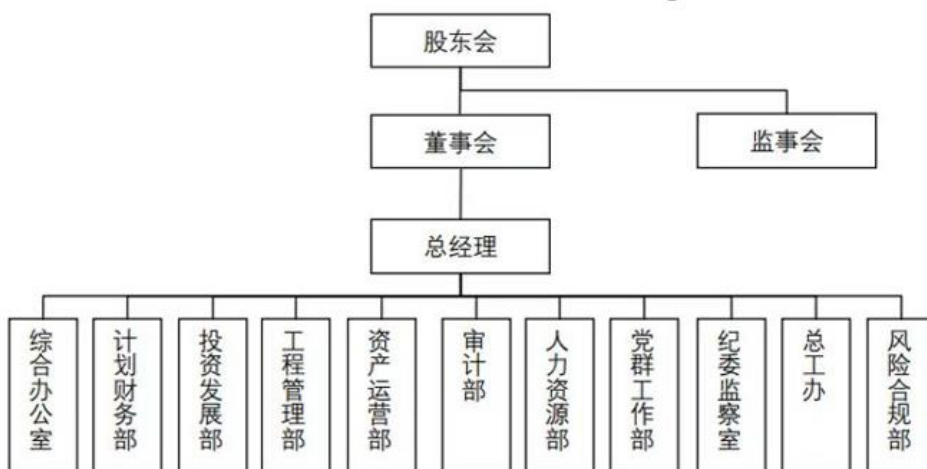 股东会
董事会
监事会
总经理
综合办公室
计划财务部
投资发展部
工程管理部
资产运营部
审计部
人力资源部
党群工作部
纪委监察室
总工办
风险合规部